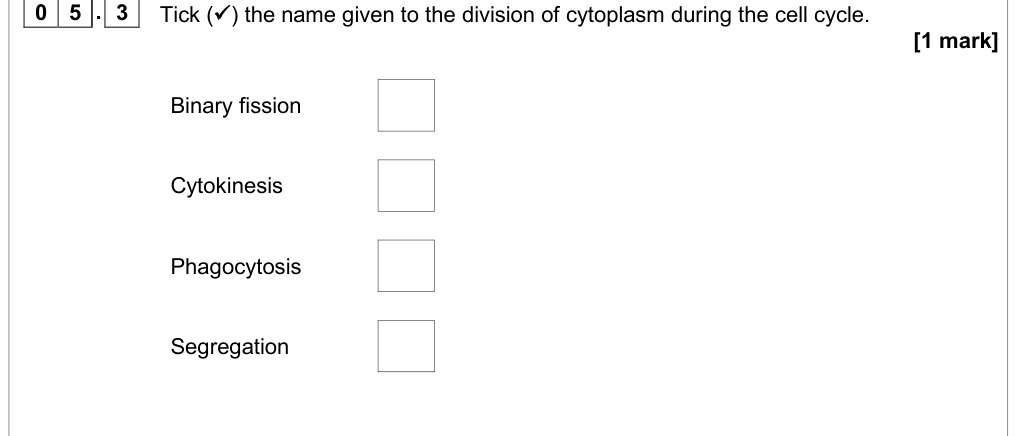 0 5 . 3 Tick (✓) the name given to the division of cytoplasm during the cell cycle.
[1 mark]
Binary fission
Cytokinesis
Phagocytosis
Segregation